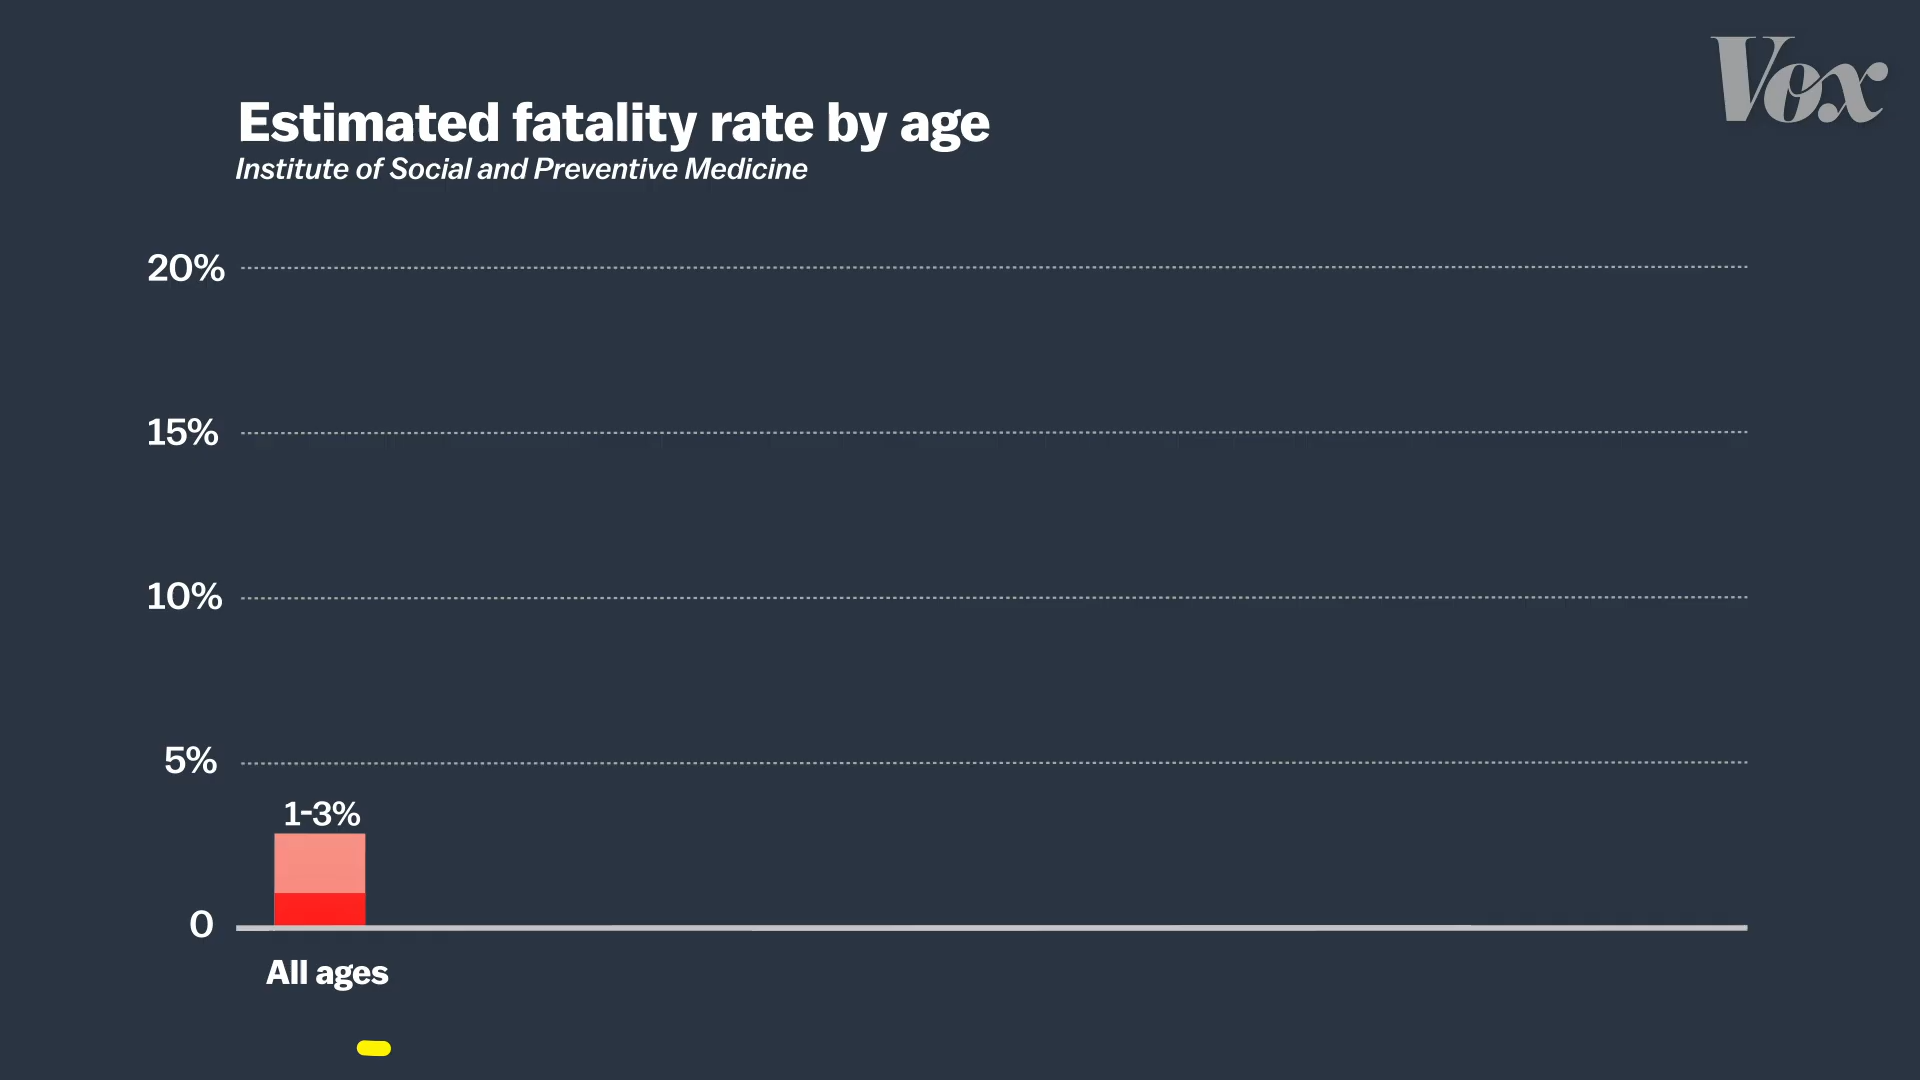 Vox
Estimated fatality rate by age
Institute of Social and Preventive Medicine
20%
15%
10%
5%
1-3%
0
All ages